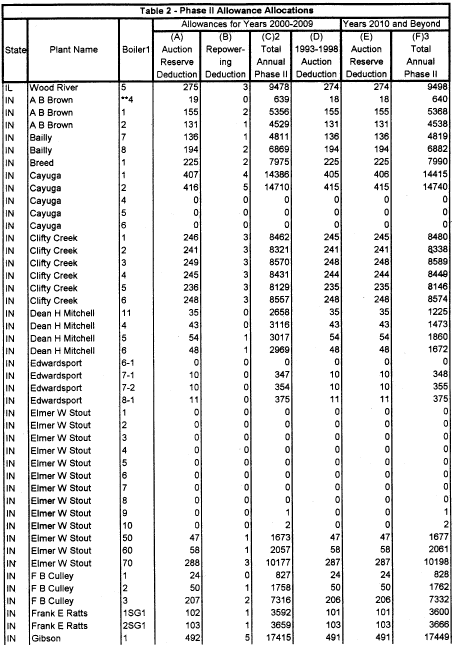 Table 2 - Phase II Allowance Allocations
Allowances for Years 2000-2009 Years 2010 and Beyond
(A) (B) (C)2 (D) (E) (F)3
Auction Repower- Total 1993-1998 Auction Total
State Plant Name Boiler1 Reserve ing Annual Auction Reserve Annual
Deduction Deduction Phase II Deduction Deduction Phase II
IL Wood River 5 275 3 9478 274 274 9498
IN A B Brown **4 19 0 639 18 18 640
IN A B Brown 1 155 2 5356 155 155 5368
IN A B Brown 2 131 1 4529 131 131 4538
IN Bailly 7 136 1 4811 136 136 4819
IN Bailly 8 194 2 6869 194 194 6882
IN Breed 1 225 2 7975 225 225 7990
IN Cayuga 1 407 4 14386 405 406 14415
IN Cayuga 2 416 5 14710 415 415 14740
IN Cayuga 4 0 0 0 0 0 0
IN Cayuga 5 0 0 0 0 0 0
IN Cayuga 6 0 0 0 0 0 0
IN Clifty Creek 1 246 3 8462 245 245 8480
IN Clifty Creek 2 241 3 8321 241 241 8338
IN Clifty Creek 3 249 3 8570 248 248 8589
IN Clifty Creek 4 245 3 8431 244 244 8449
IN Clifty Creek 5 236 3 8129 235 235 8146
IN Clifty Creek 6 248 3 8557 248 248 8574
IN Dean H Mitchell 11 35 0 2658 35 35 1225
IN Dean H Mitchell 4 43 0 3116 43 43 1473
IN Dean H Mitchell 5 54 1 3017 54 54 1860
IN Dean H Mitchell 6 48 1 2969 48 48 1672
IN Edwardsport 6-1 0 0 0 0 0 0
IN Edwardsport 7-1 10 0 347 10 10 348
IN Edwardsport 7-2 10 0 354 10 10 355
IN Edwardsport 8-1 11 0 375 11 11 375
IN Elmer W Stout 1 0 0 0 0 0 0
IN Elmer W Stout 2 0 0 0 0 0 0
IN Elmer W Stout 3 0 0 0 0 0 0
IN Elmer W Stout 4 0 0 0 0 0 0
IN Elmer W Stout 5 0 0 0 0 0 0
IN Elmer W Stout 6 0 0 0 0 0 0
IN Elmer W Stout 7 0 0 0 0 0 0
IN Elmer W Stout 8 0 0 0 0 0 0
IN Elmer W Stout 9 0 0 1 0 0 1
IN Elmer W Stout 10 0 0 2 0 0 2
IN Elmer W Stout 50 47 1 1673 47 47 1677
IN Elmer W Stout 60 58 1 2057 58 58 2061
IN Elmer W Stout 70 288 3 10177 287 287 10198
IN F B Culley 1 24 0 827 24 24 828
IN F B Culley 2 50 1 1758 50 50 1762
IN F B Culley 3 207 2 7316 206 206 7332
IN Frank E Ratts 1SG1 102 1 3592 101 101 3600
IN Frank E Ratts 2SG1 103 1 3659 103 103 3666
IN Gibson 1 492 5 17415 491 491 17449